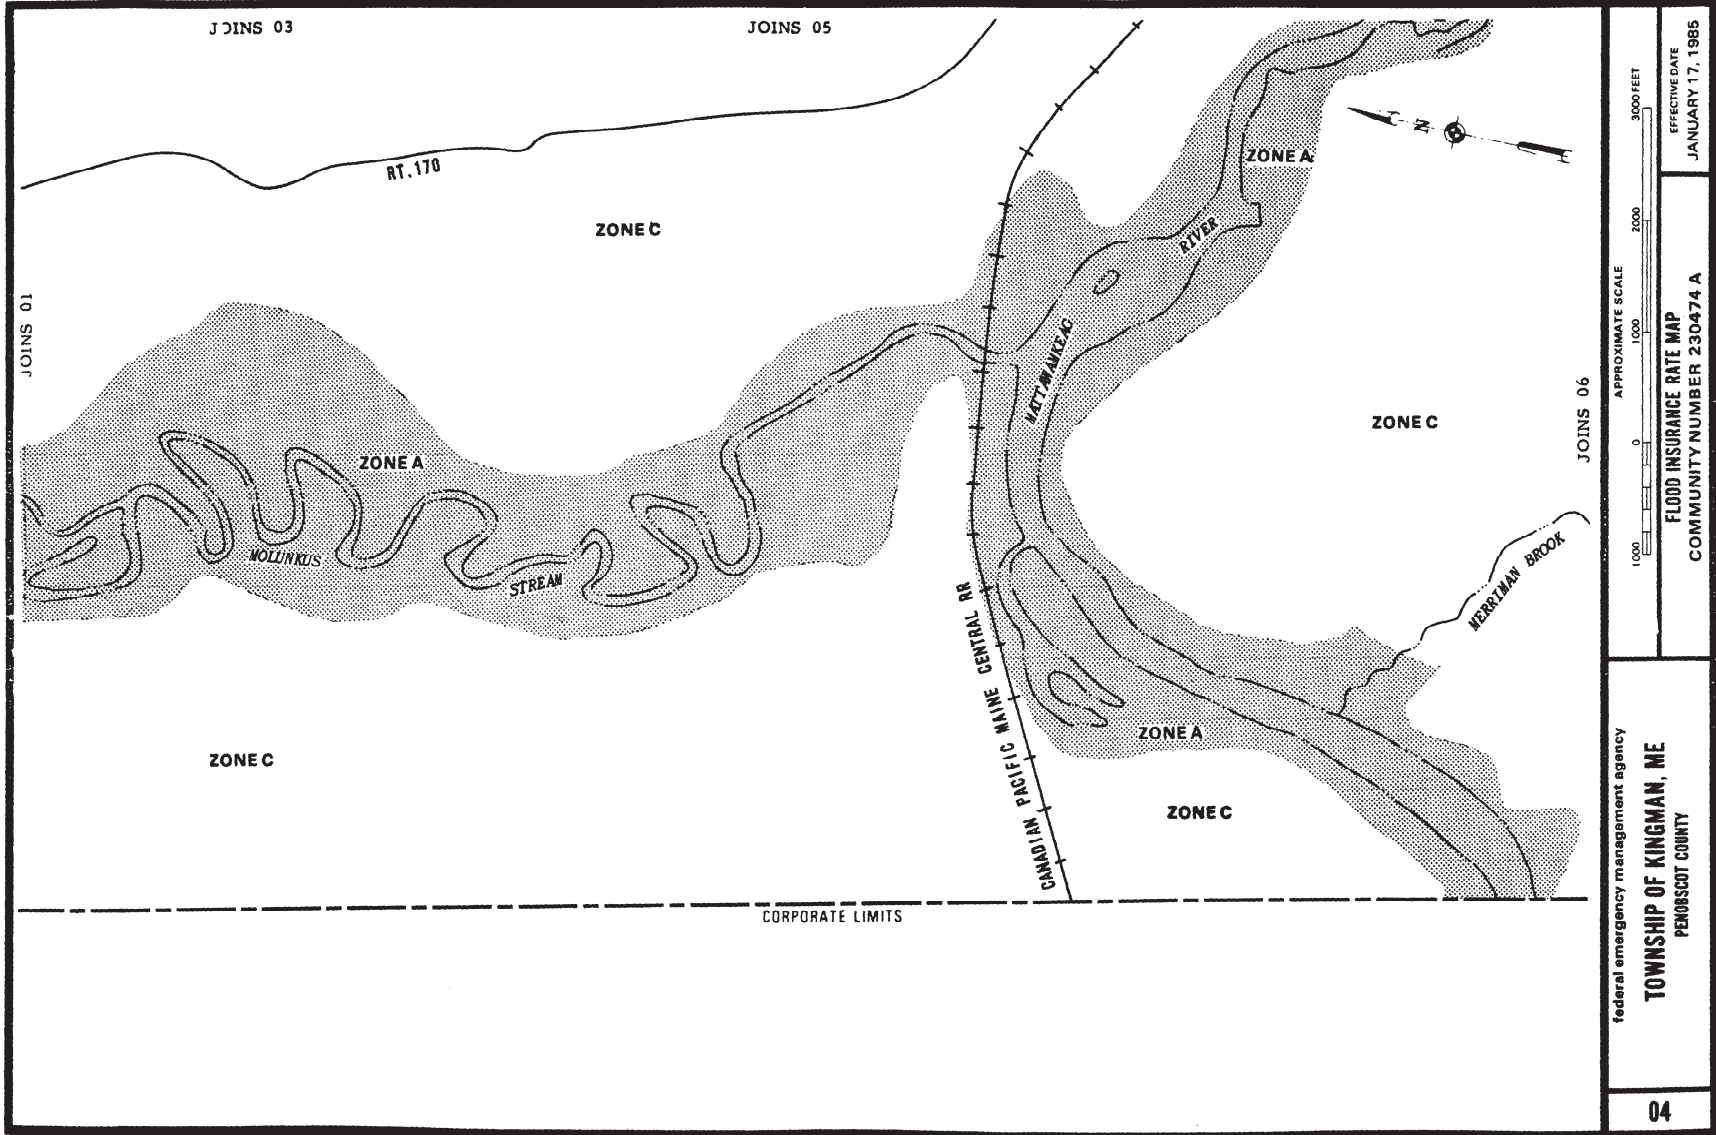 JOINS 03
JOINS 05
RT. 170
ZONE C
ZONE A
N
RIVER
JOINS 01
MATTAWAMKEAG
ZONE C
JOINS 06
ZONE A
MOLUNKUS
STREAM
MERRIMAN BROOK
CANADIAN PACIFIC MAINE CENTRAL RR
ZONE A
ZONE C
ZONE C
CORPORATE LIMITS
APPROXIMATE SCALE
1000 0 1000 2000 3000 FEET
EFFECTIVE DATE
JANUARY 17, 1985
FLOOD INSURANCE RATE MAP
COMMUNITY NUMBER 230474 A
federal emergency management agency
TOWNSHIP OF KINGMAN, ME
PENOBSCOT COUNTY
04